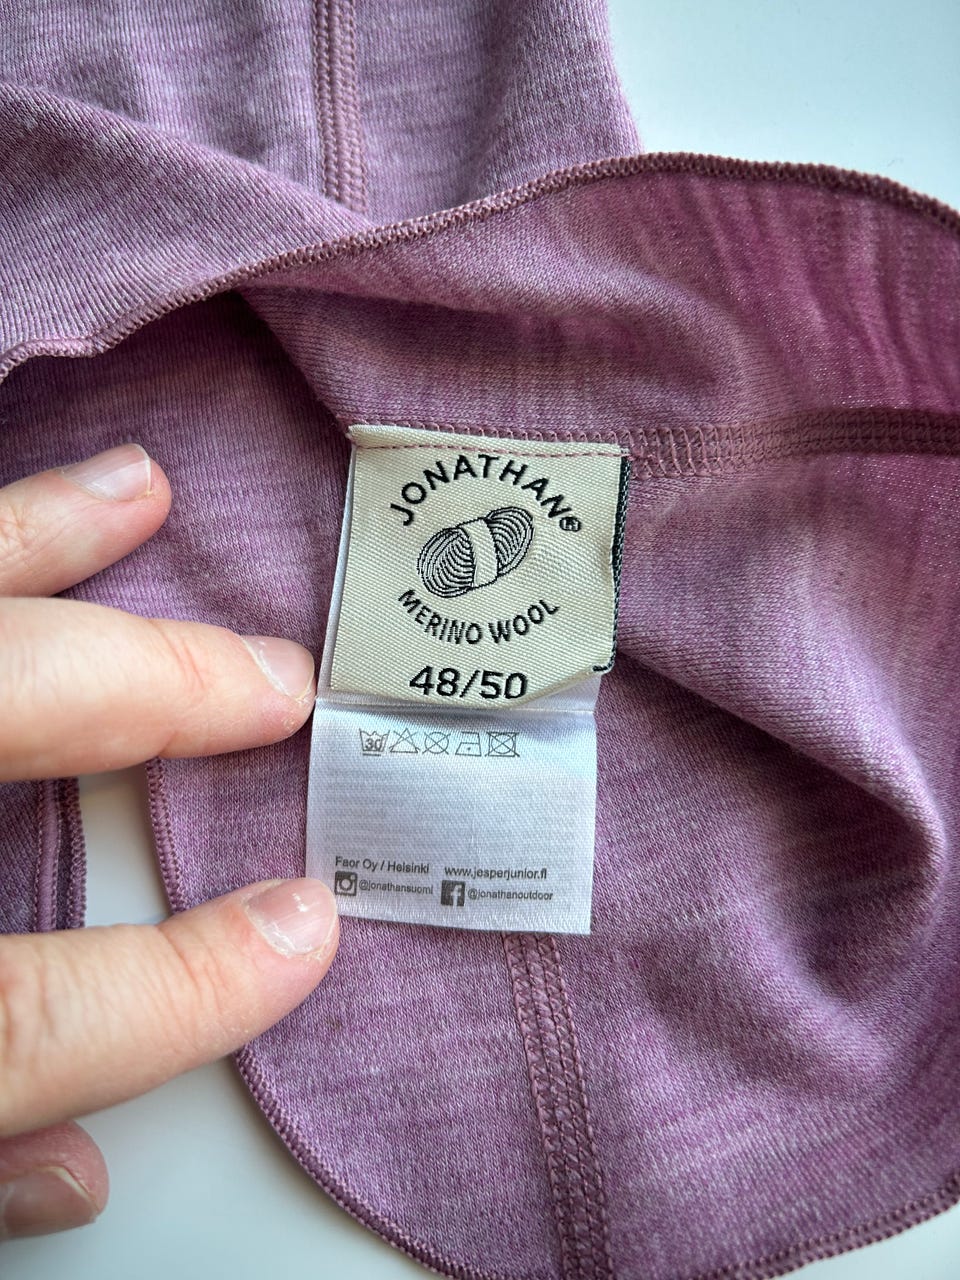 JONATHAN®
MERINO WOOL
48/50
30
Faor Oy / Helsinki www.jesperjunior.fi
@jonathansuomi @jonathanoutdoor